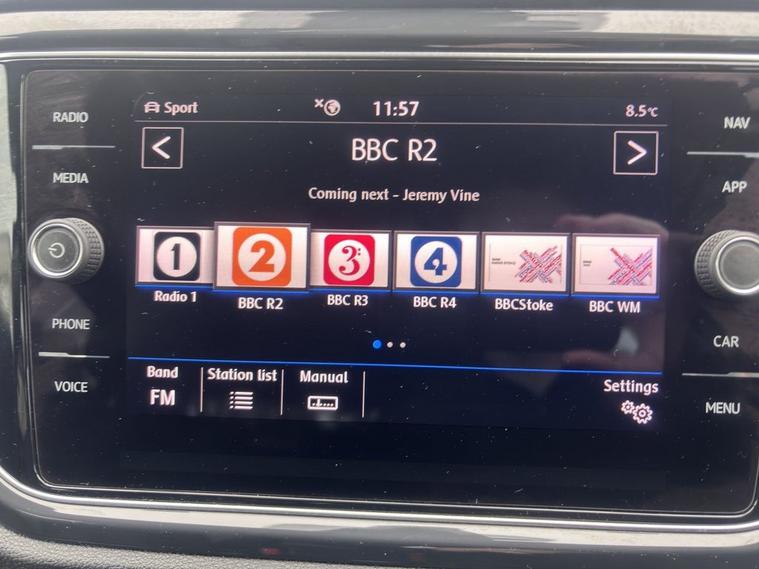 RADIO
MEDIA
PHONE
VOICE
Sport
11:57
8.5°C
BBC R2
Coming next - Jeremy Vine
1
2
3
4
Radio 1
BBC R2
BBC R3
BBC R4
BBCStoke
BBC WM
Band
FM
Station list
Manual
Settings
NAV
APP
CAR
MENU